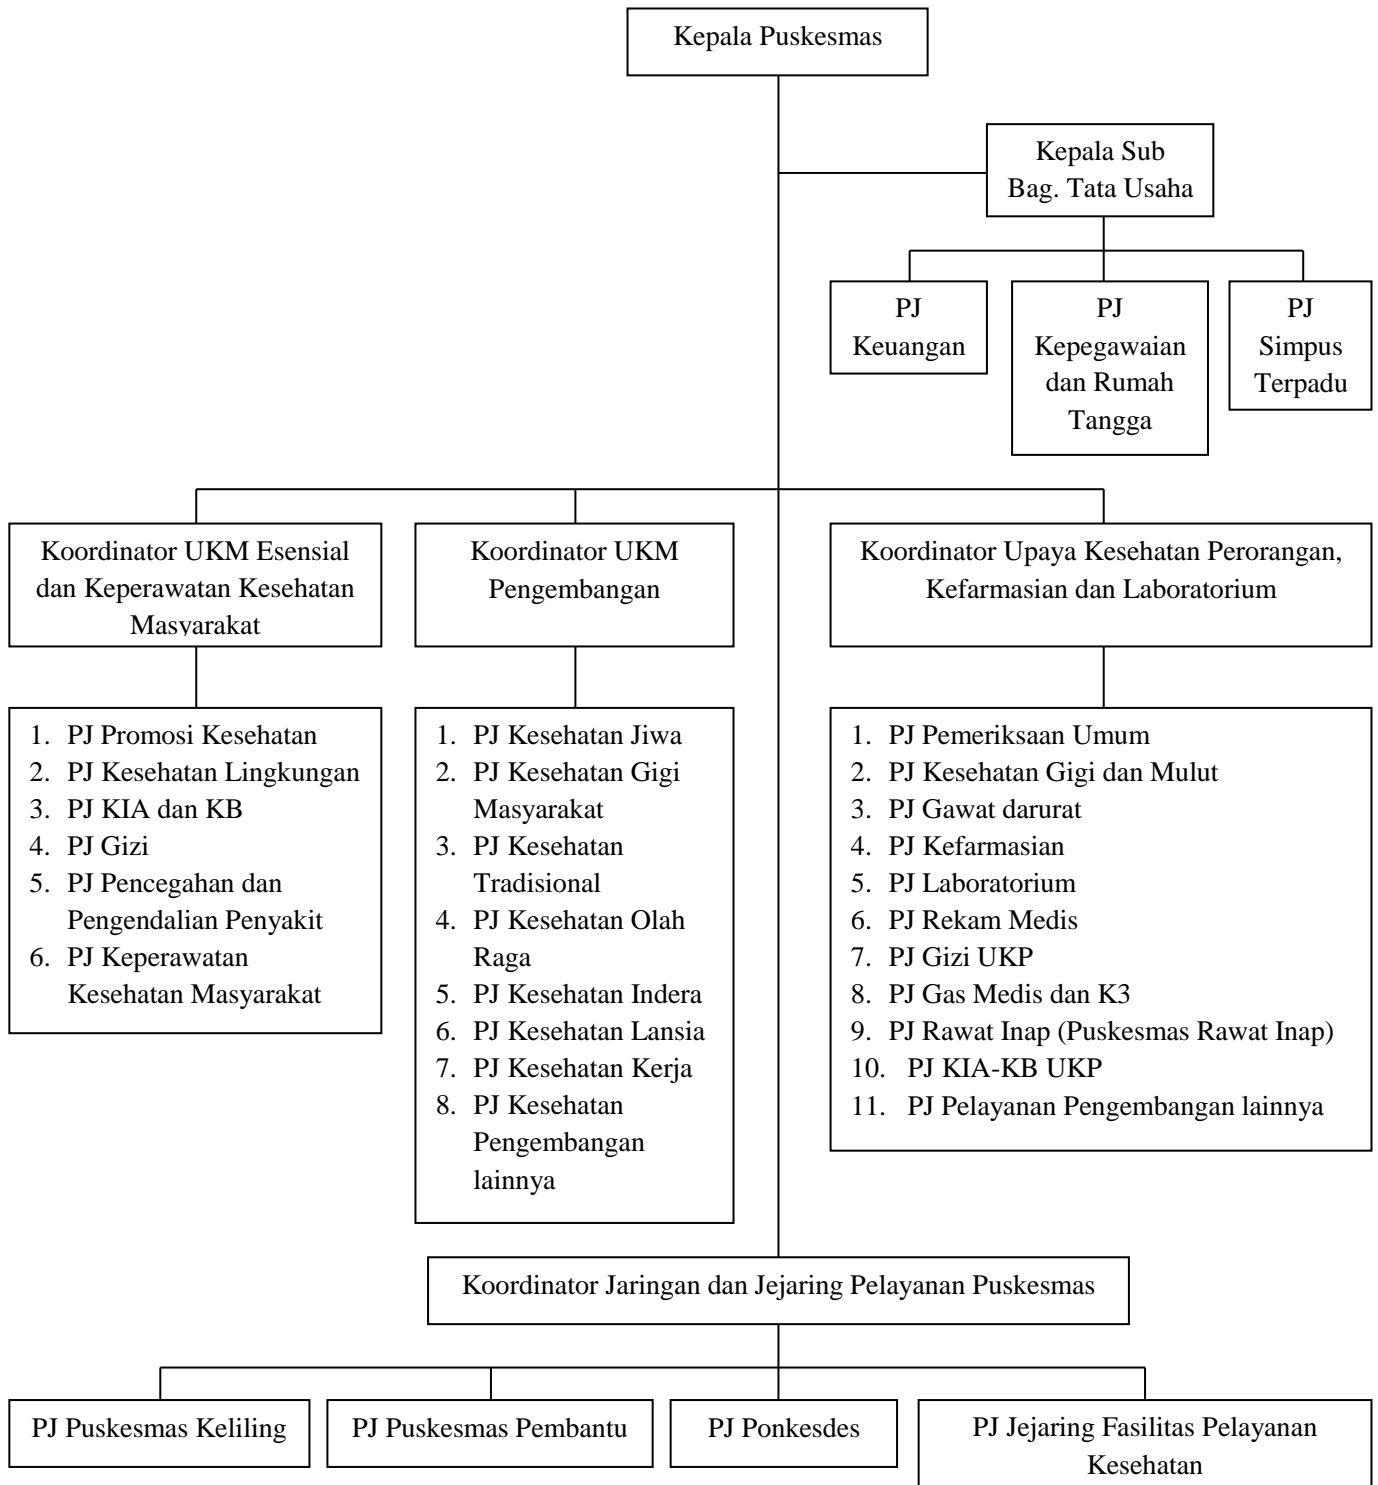 Kepala Puskesmas
Kepala Sub
Bag. Tata Usaha
PJ
Keuangan
PJ
Kepegawaian
dan Rumah
Tangga
PJ
Simpus
Terpadu
Koordinator UKM Esensial
dan Keperawatan Kesehatan
Masyarakat
Koordinator UKM
Pengembangan
Koordinator Upaya Kesehatan Perorangan,
Kefarmasian dan Laboratorium
1. PJ Promosi Kesehatan
2. PJ Kesehatan Lingkungan
3. PJ KIA dan KB
4. PJ Gizi
5. PJ Pencegahan dan
Pengendalian Penyakit
6. PJ Keperawatan
Kesehatan Masyarakat
1. PJ Kesehatan Jiwa
2. PJ Kesehatan Gigi
Masyarakat
3. PJ Kesehatan
Tradisional
4. PJ Kesehatan Olah
Raga
5. PJ Kesehatan Indera
6. PJ Kesehatan Lansia
7. PJ Kesehatan Kerja
8. PJ Kesehatan
Pengembangan
lainnya
1. PJ Pemeriksaan Umum
2. PJ Kesehatan Gigi dan Mulut
3. PJ Gawat darurat
4. PJ Kefarmasian
5. PJ Laboratorium
6. PJ Rekam Medis
7. PJ Gizi UKP
8. PJ Gas Medis dan K3
9. PJ Rawat Inap (Puskesmas Rawat Inap)
10. PJ KIA-KB UKP
11. PJ Pelayanan Pengembangan lainnya
Koordinator Jaringan dan Jejaring Pelayanan Puskesmas
PJ Puskesmas Keliling
PJ Puskesmas Pembantu
PJ Ponkesdes
PJ Jejaring Fasilitas Pelayanan
Kesehatan